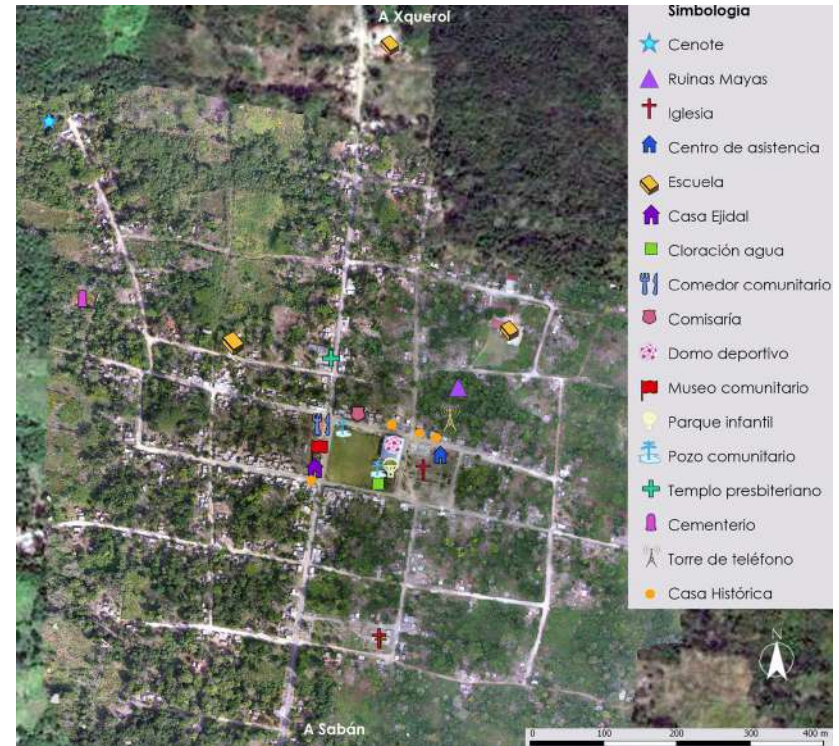 A Xquerol
Simbología
Cenote
Ruinas Mayas
Iglesia
Centro de asistencia
Escuela
Casa Ejidal
Cloración agua
Comedor comunitario
Comisaría
Domo deportivo
Museo comunitario
Parque infantil
Pozo comunitario
Templo presbiteriano
Cementerio
Torre de teléfono
Casa Histórica
N
A Sabán
0 100 200 300 400 m